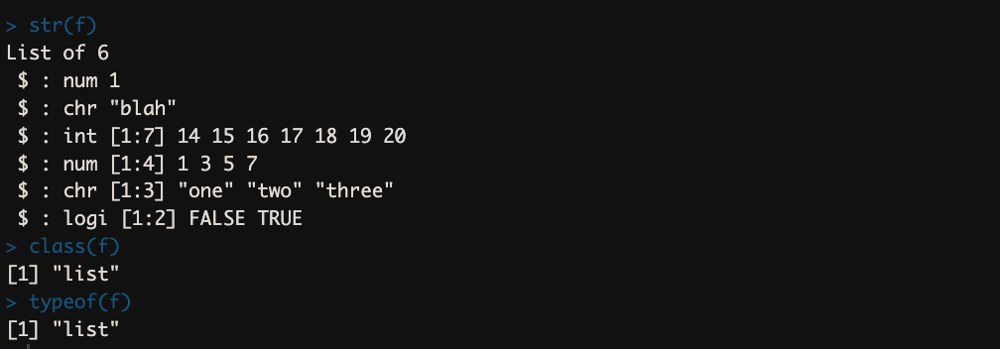 > str(f)
List of 6
 $ : num 1
 $ : chr "blah"
 $ : int [1:7] 14 15 16 17 18 19 20
 $ : num [1:4] 1 3 5 7
 $ : chr [1:3] "one" "two" "three"
 $ : logi [1:2] FALSE TRUE
> class(f)
[1] "list"
> typeof(f)
[1] "list"